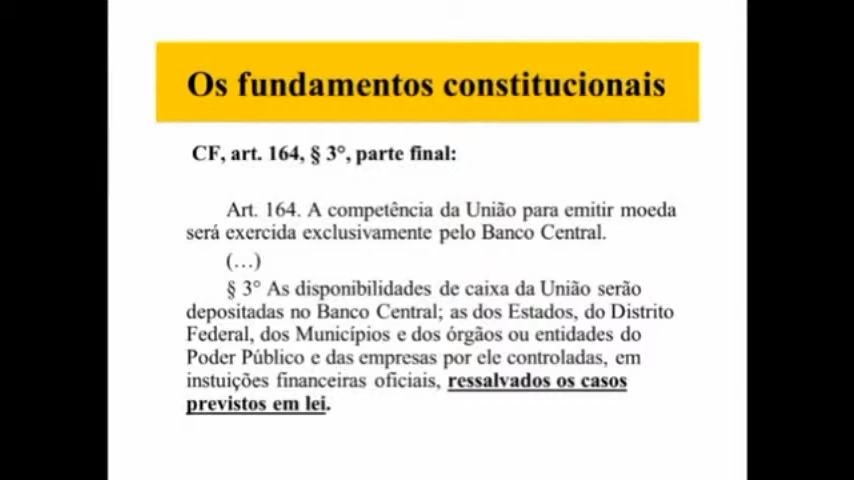 Os fundamentos constitucionais
CF, art. 164, § 3°, parte final:
Art. 164. A competência da União para emitir moeda
será exercida exclusivamente pelo Banco Central.
(…)
§ 3° As disponibilidades de caixa da União serão
depositadas no Banco Central; as dos Estados, do Distrito
Federal, dos Municípios e dos órgãos ou entidades do
Poder Público e das empresas por ele controladas, em
instuições financeiras oficiais, ressalvados os casos
previstos em lei.